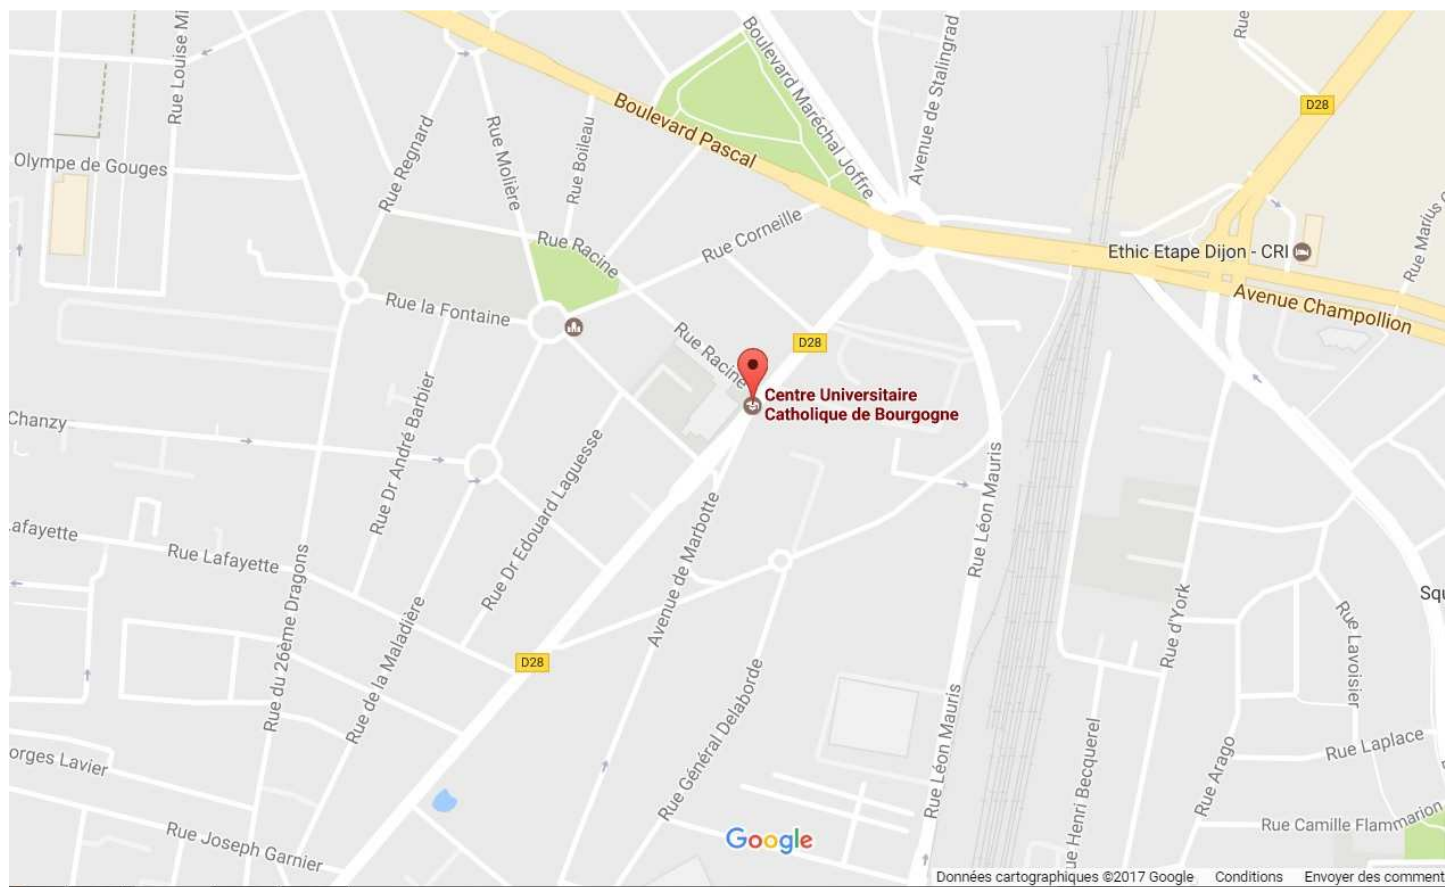 Rue Louise Mi
Boulevard Maréchal Joffre
Avenue de Stalingrad
Rue
D28
Boulevard Pascal
Rue Regnard
Rue Molière
Rue Boileau
Olympe de Gouges
Rue Racine
Rue Corneille
Ethic Etape Dijon - CRI
Rue Marius
Avenue Champollion
Rue la Fontaine
Rue Racine
D28
Centre Universitaire
Catholique de Bourgogne
Chanzy
Rue Dr André Barbier
Rue Dr Edouard Laguesse
Rue Léon Mauris
Lafayette
Rue Lafayette
Rue du 26ème Dragons
Rue de la Maladière
Avenue de Marbotte
D28
Rue Général Delaborde
Rue d'York
Rue Lavoisier
Squ
Rue Léon Mauris
ue Henri Becquerel
Rue Arago
Rue Laplace
orges Lavier
Rue Joseph Garnier
Rue Camille Flammarion
Google
Données cartographiques ©2017 Google Conditions Envoyer des comment